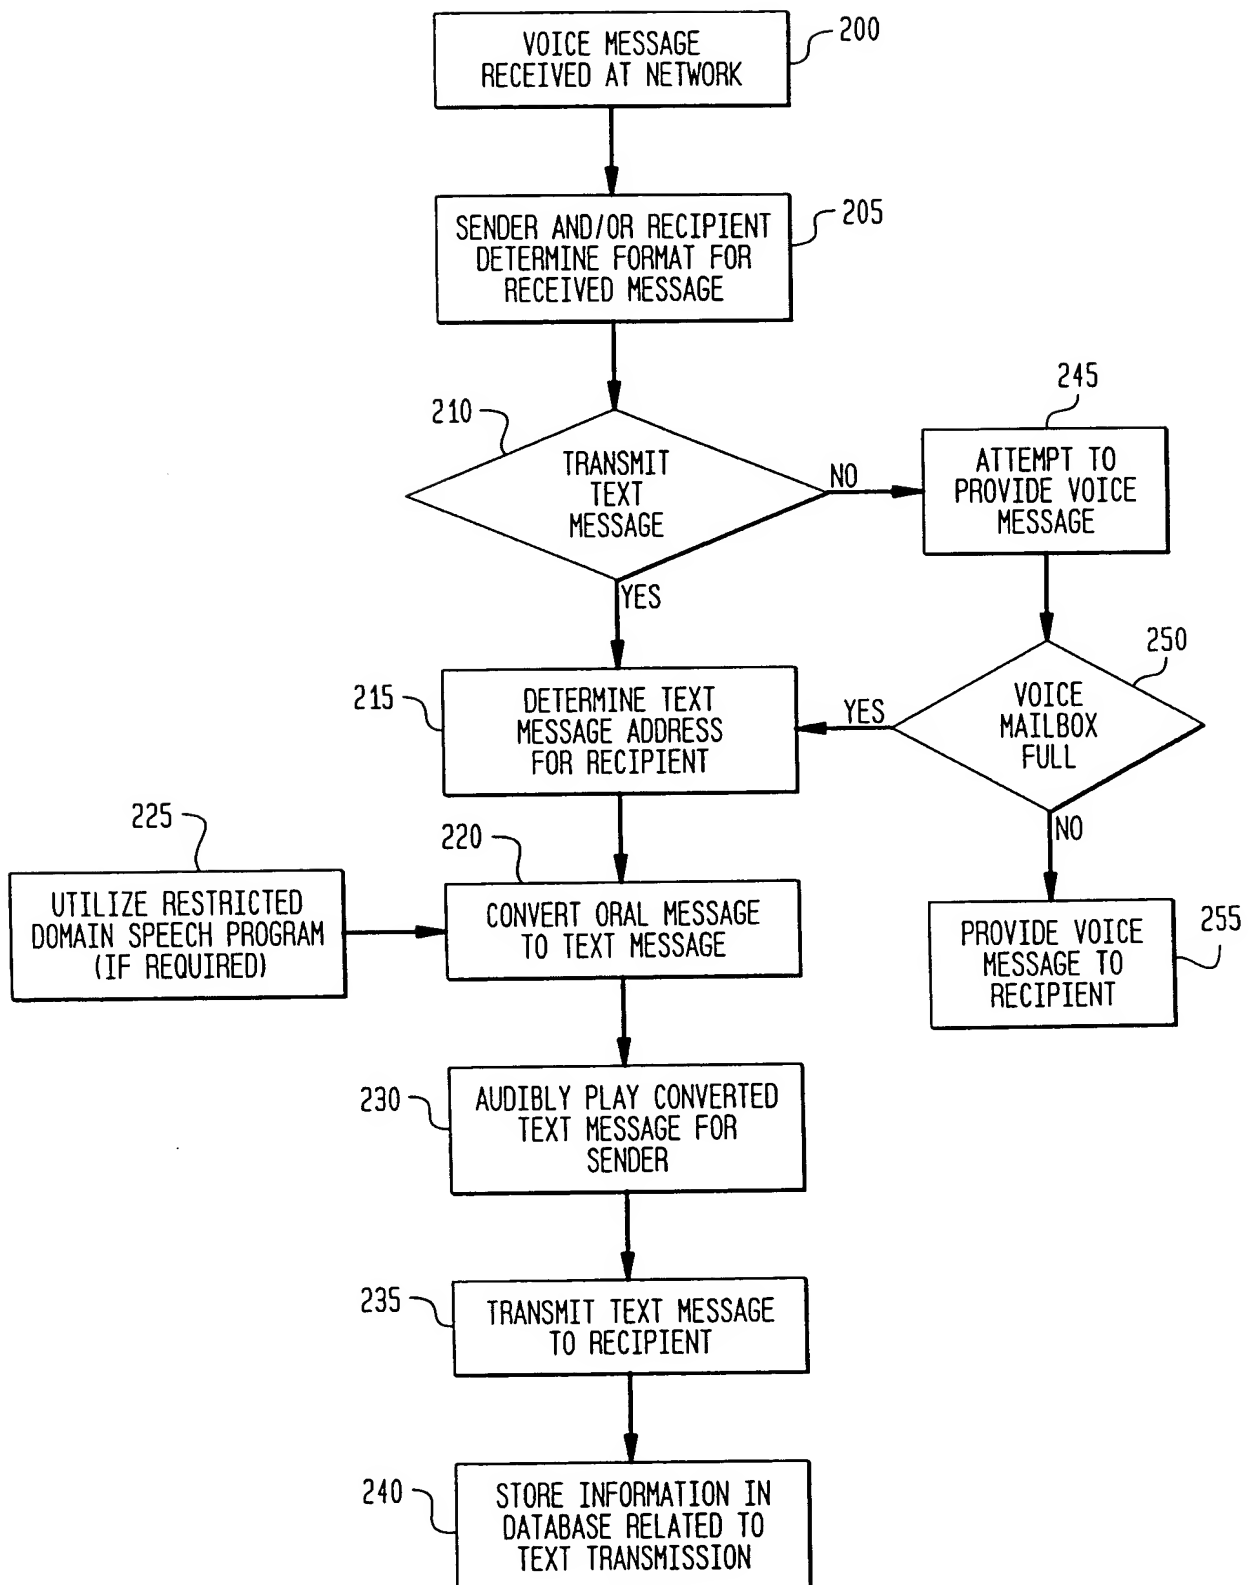 VOICE MESSAGE
RECEIVED AT NETWORK
200
SENDER AND/OR RECIPIENT
DETERMINE FORMAT FOR
RECEIVED MESSAGE
205
210
TRANSMIT
TEXT
MESSAGE
NO
YES
245
ATTEMPT TO
PROVIDE VOICE
MESSAGE
250
VOICE
MAILBOX
FULL
YES
NO
215
DETERMINE TEXT
MESSAGE ADDRESS
FOR RECIPIENT
225
UTILIZE RESTRICTED
DOMAIN SPEECH PROGRAM
(IF REQUIRED)
220
CONVERT ORAL MESSAGE
TO TEXT MESSAGE
PROVIDE VOICE
MESSAGE TO
RECIPIENT
255
230
AUDIBLY PLAY CONVERTED
TEXT MESSAGE FOR
SENDER
235
TRANSMIT TEXT MESSAGE
TO RECIPIENT
240
STORE INFORMATION IN
DATABASE RELATED TO
TEXT TRANSMISSION